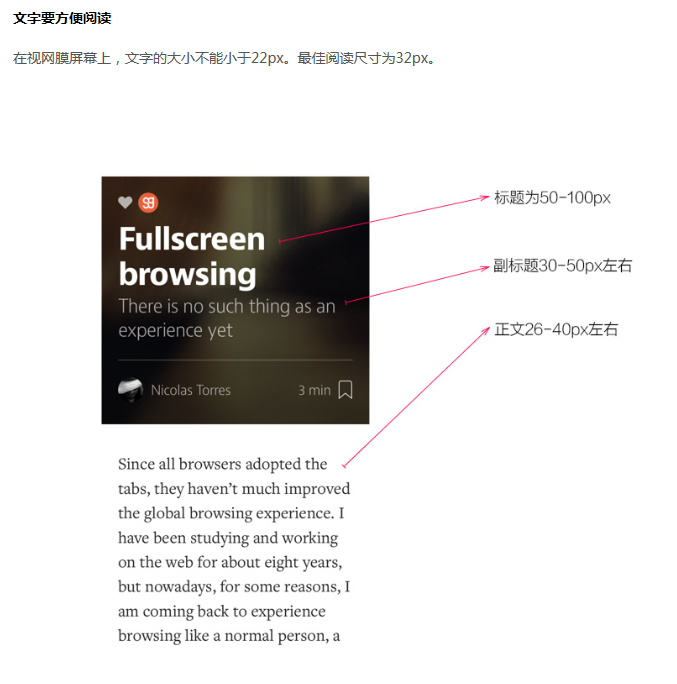 文字要方便阅读
在视网膜屏幕上，文字的大小不能小于22px。最佳阅读尺寸为32px。
标题为50-100px
Fullscreen
browsing
副标题30-50px左右
There is no such thing as an
experience yet
正文26-40px左右
Nicolas Torres 3 min
Since all browsers adopted the
tabs, they haven’t much improved
the global browsing experience. I
have been studying and working
on the web for about eight years,
but nowadays, for some reasons, I
am coming back to experience
browsing like a normal person, a